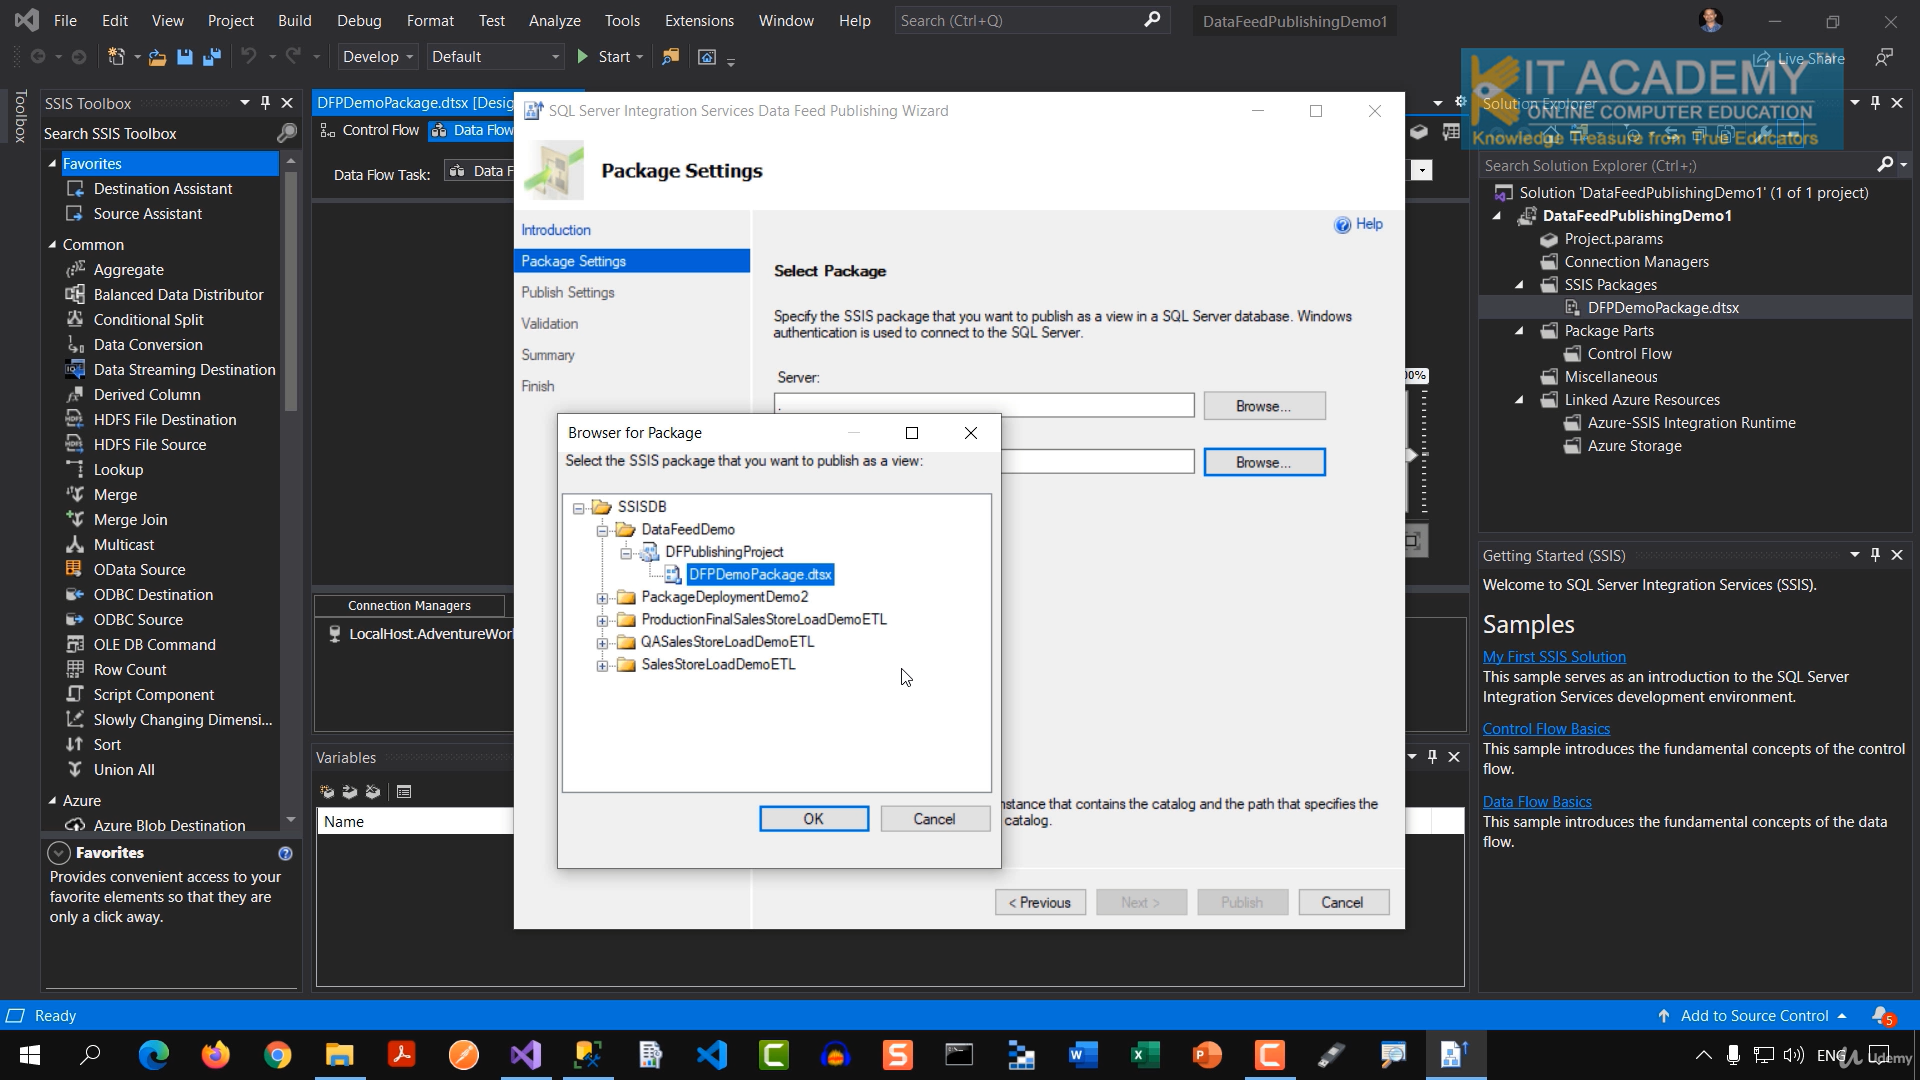 File Edit View Project Build Debug Format Test Analyze Tools Extensions Window Help Search (Ctrl+Q) DataFeedPublishingDemo1
Develop Default Start Live Share
IT ACADEMY
ONLINE COMPUTER EDUCATION
Knowledge Treasure from True Educators
Toolbox
SSIS Toolbox
Search SSIS Toolbox
Favorites
Destination Assistant
Source Assistant
Common
Aggregate
Balanced Data Distributor
Conditional Split
Data Conversion
Data Streaming Destination
Derived Column
HDFS File Destination
HDFS File Source
Lookup
Merge
Merge Join
Multicast
OData Source
ODBC Destination
ODBC Source
OLE DB Command
Row Count
Script Component
Slowly Changing Dimensi...
Sort
Union All
Azure
Azure Blob Destination
Favorites
Provides convenient access to your
favorite elements so that they are
only a click away.
DFPDemoPackage.dtsx [Desig
Control Flow Data Flow
Data Flow Task: Data F
Connection Managers
LocalHost.AdventureWor
Variables
Name
SQL Server Integration Services Data Feed Publishing Wizard
Package Settings
Introduction
Package Settings
Publish Settings
Validation
Summary
Finish
Help
Select Package
Specify the SSIS package that you want to publish as a view in a SQL Server database. Windows
authentication is used to connect to the SQL Server.
Server:
. Browse...
Browse...
nstance that contains the catalog and the path that specifies the
catalog.
< Previous Next > Publish Cancel
Browser for Package
Select the SSIS package that you want to publish as a view:
SSISDB
DataFeedDemo
DFPublishingProject
DFPDemoPackage.dtsx
PackageDeploymentDemo2
ProductionFinalSalesStoreLoadDemoETL
QASalesStoreLoadDemoETL
SalesStoreLoadDemoETL
OK Cancel
00%
Solution Explorer
Search Solution Explorer (Ctrl+;)
Solution 'DataFeedPublishingDemo1' (1 of 1 project)
DataFeedPublishingDemo1
Project.params
Connection Managers
SSIS Packages
DFPDemoPackage.dtsx
Package Parts
Control Flow
Miscellaneous
Linked Azure Resources
Azure-SSIS Integration Runtime
Azure Storage
Getting Started (SSIS)
Welcome to SQL Server Integration Services (SSIS).
Samples
My First SSIS Solution
This sample serves as an introduction to the SQL Server
Integration Services development environment.
Control Flow Basics
This sample introduces the fundamental concepts of the control
flow.
Data Flow Basics
This sample introduces the fundamental concepts of the data
flow.
Ready Add to Source Control 5
ENG Udemy